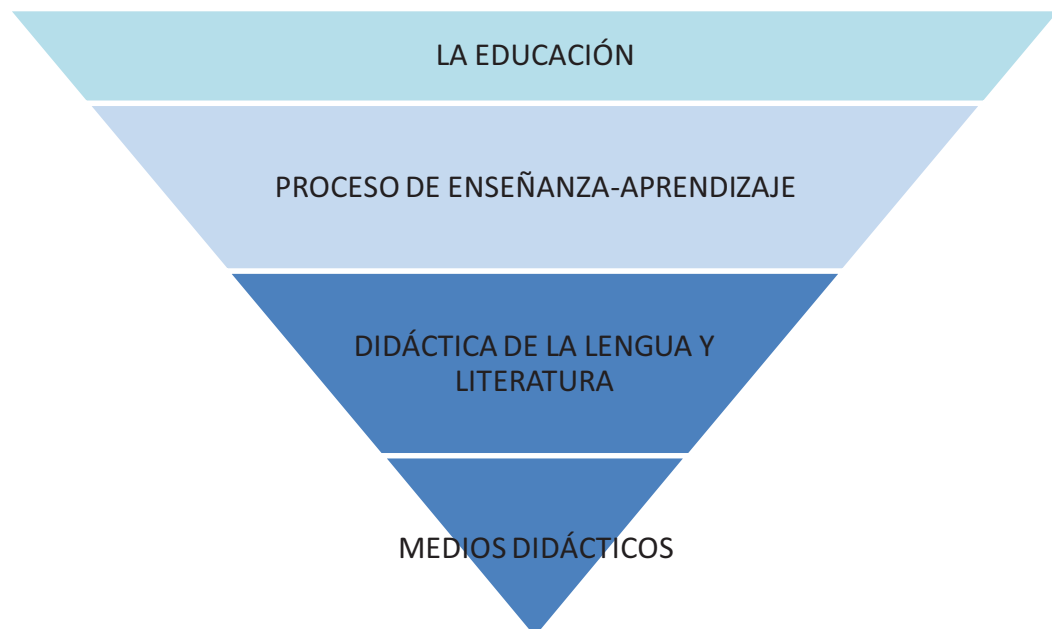 LA EDUCACIÓN
PROCESO DE ENSEÑANZA-APRENDIZAJE
DIDÁCTICA DE LA LENGUA Y
LITERATURA
MEDIOS DIDÁCTICOS